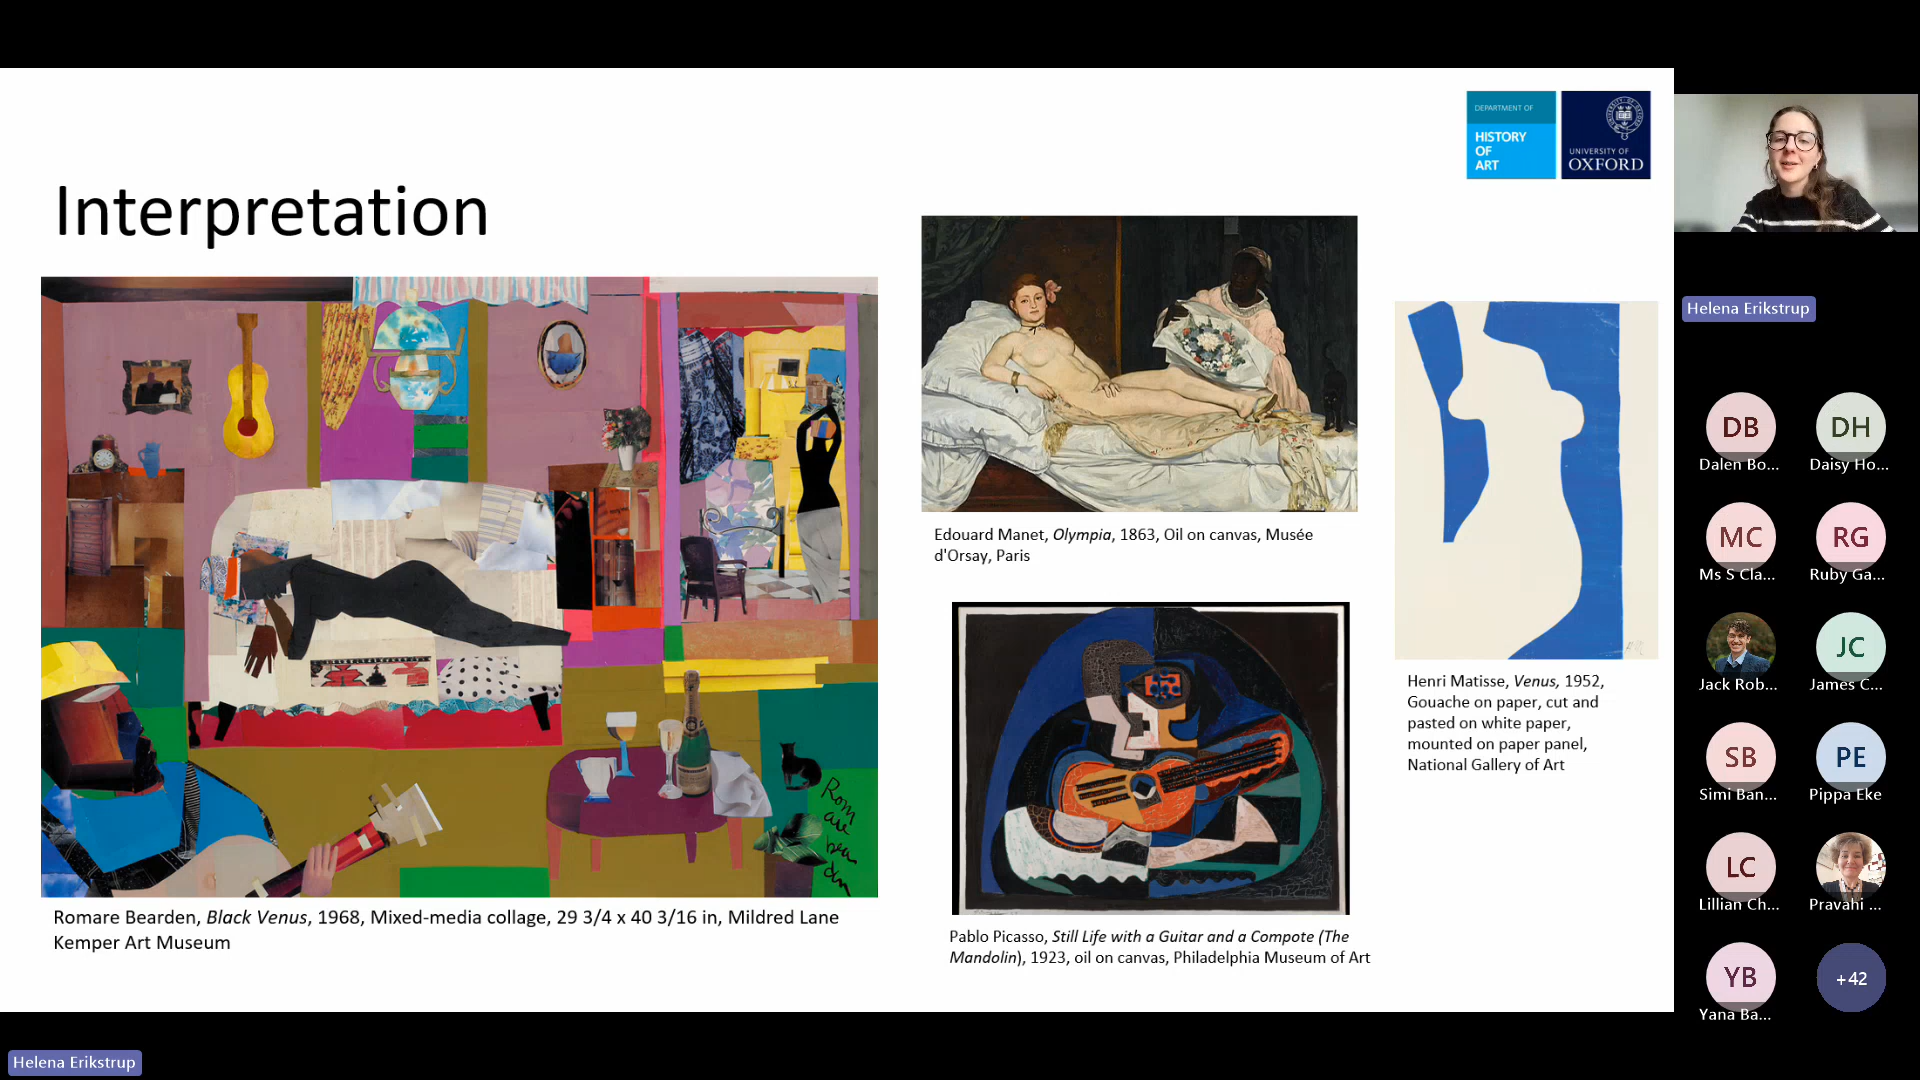 DEPARTMENT OF
HISTORY
OF
ART
UNIVERSITY OF
OXFORD
Interpretation
Romare Bearden, Black Venus, 1968, Mixed-media collage, 29 3/4 x 40 3/16 in, Mildred Lane
Kemper Art Museum
Edouard Manet, Olympia, 1863, Oil on canvas, Musée
d'Orsay, Paris
Pablo Picasso, Still Life with a Guitar and a Compote (The
Mandolin), 1923, oil on canvas, Philadelphia Museum of Art
Henri Matisse, Venus, 1952,
Gouache on paper, cut and
pasted on white paper,
mounted on paper panel,
National Gallery of Art
Rom
are
bea
den
Helena Erikstrup
DB
Dalen Bo...
DH
Daisy Ho...
MC
Ms S Cla...
RG
Ruby Ga...
Jack Rob...
JC
James C...
SB
Simi Ban...
PE
Pippa Eke
LC
Lillian Ch...
Pravahi ...
YB
Yana Ba...
+42
Helena Erikstrup